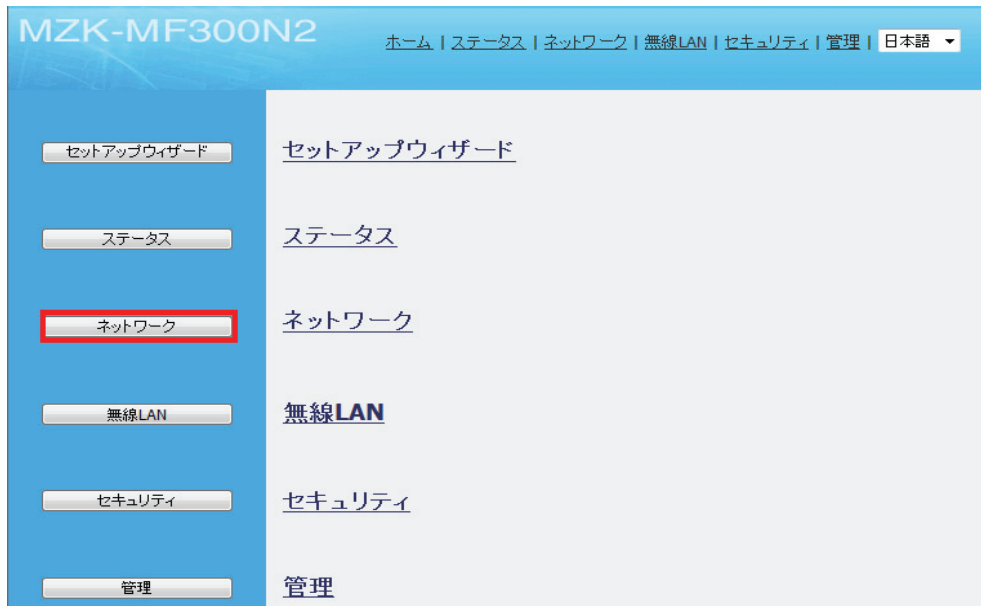 MZK-MF300N2
ホーム | ステータス | ネットワーク | 無線LAN | セキュリティ | 管理 | 日本語
セットアップウィザード セットアップウィザード
ステータス ステータス
ネットワーク ネットワーク
無線LAN 無線LAN
セキュリティ セキュリティ
管理 管理